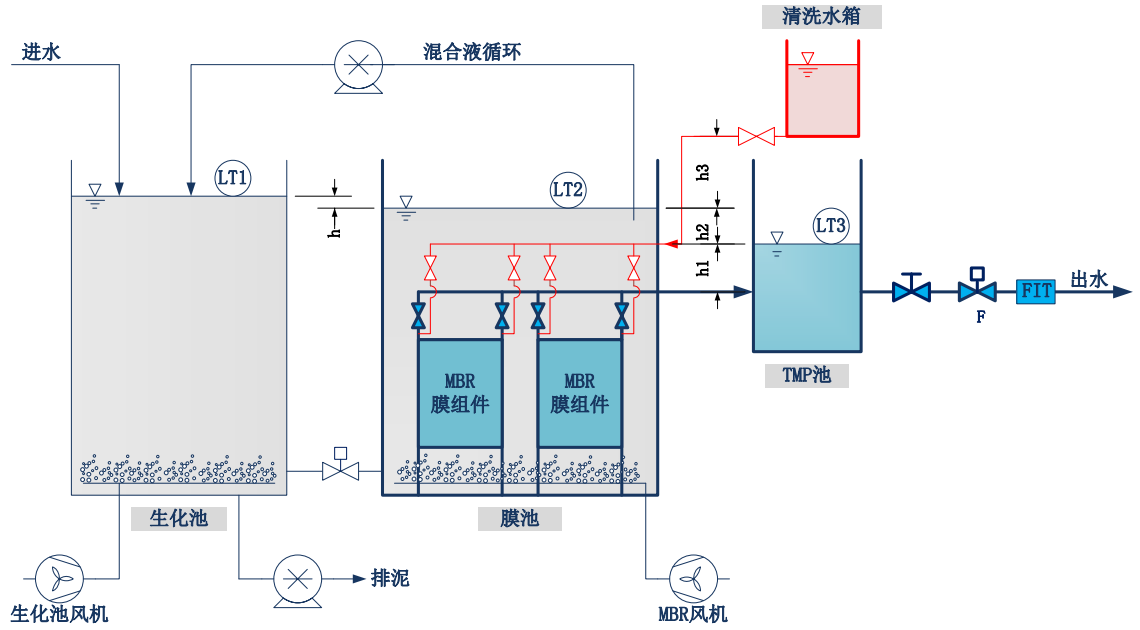 清洗水箱
进水
混合液循环
LT1
LT2
h3
h
h2
LT3
h1
FIT
出水
F
MBR
膜组件
MBR
膜组件
TMP池
生化池
膜池
排泥
生化池风机
MBR风机